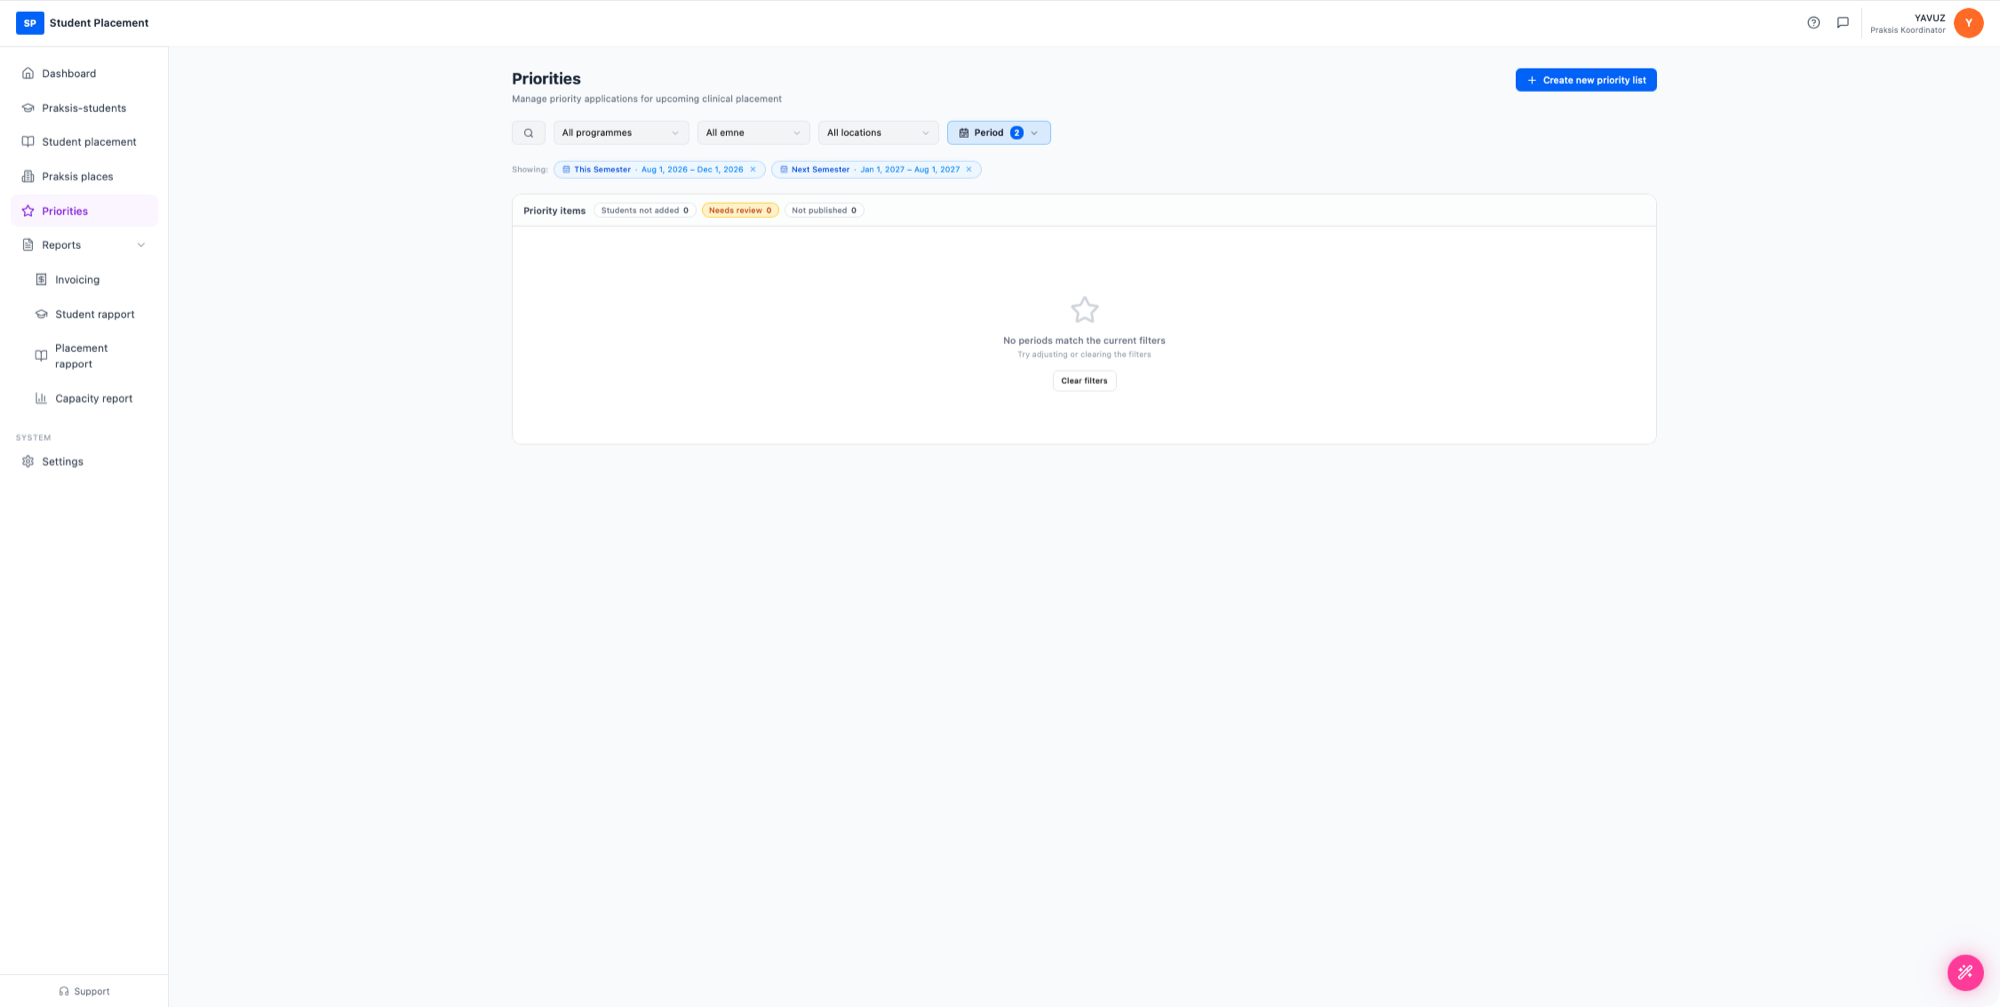 SP Student Placement
YAVUZ
Praksis Koordinator
Y
Dashboard
Praksis-students
Student placement
Praksis places
Priorities
Reports
Invoicing
Student rapport
Placement
rapport
Capacity report
SYSTEM
Settings
Support
Priorities
Manage priority applications for upcoming clinical placement
+ Create new priority list
All programmes
All emne
All locations
Period 2
Showing: This Semester · Aug 1, 2026 – Dec 1, 2026 × Next Semester · Jan 1, 2027 – Aug 1, 2027 ×
Priority items Students not added 0 Needs review 0 Not published 0
No periods match the current filters
Try adjusting or clearing the filters
Clear filters